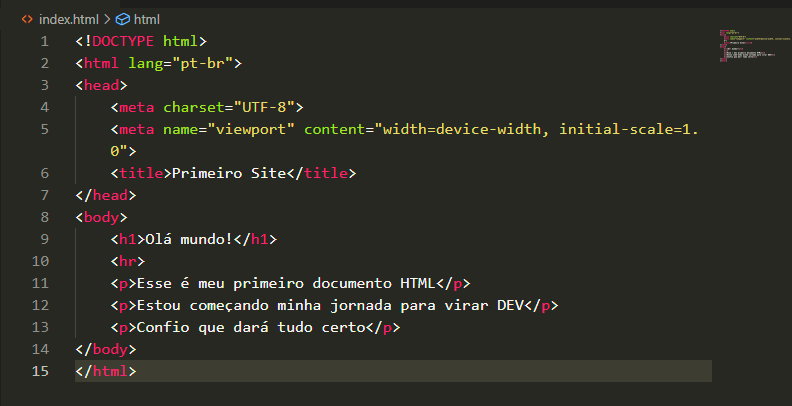 index.html > html
1 <!DOCTYPE html>
2 <html lang="pt-br">
3 <head>
4 <meta charset="UTF-8">
5 <meta name="viewport" content="width=device-width, initial-scale=1.
0">
6 <title>Primeiro Site</title>
7 </head>
8 <body>
9 <h1>Olá mundo!</h1>
10 <hr>
11 <p>Esse é meu primeiro documento HTML</p>
12 <p>Estou começando minha jornada para virar DEV</p>
13 <p>Confio que dará tudo certo</p>
14 </body>
15 </html>